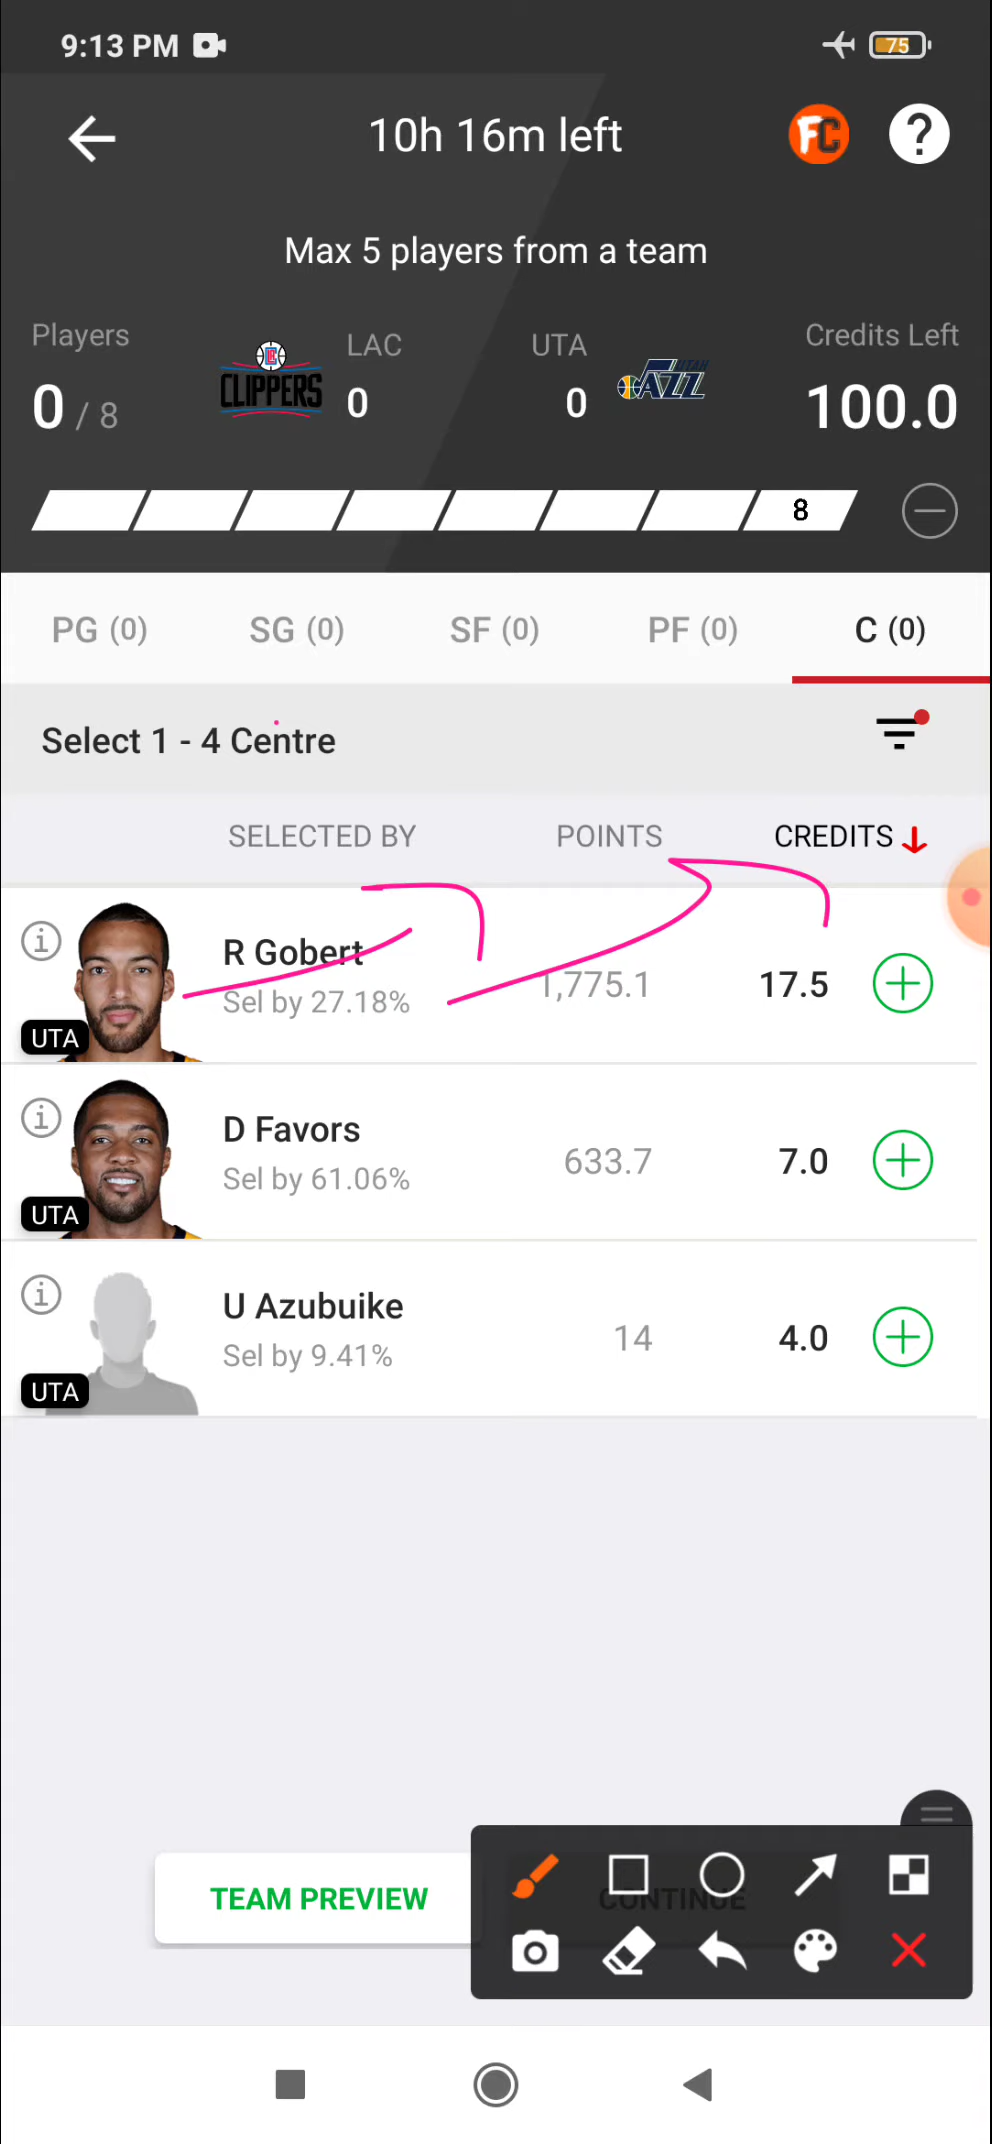 9:13 PM
75
10h 16m left
FC
?
Max 5 players from a team
Players
LAC
UTA
Credits Left
0 / 8
CLIPPERS
0
0
UTAH JAZZ
100.0
8
PG (0)
SG (0)
SF (0)
PF (0)
C (0)
Select 1 - 4 Centre
SELECTED BY
POINTS
CREDITS
i
R Gobert
Sel by 27.18%
1,775.1
17.5
UTA
i
D Favors
Sel by 61.06%
633.7
7.0
UTA
i
U Azubuike
Sel by 9.41%
14
4.0
UTA
TEAM PREVIEW
CONTINUE